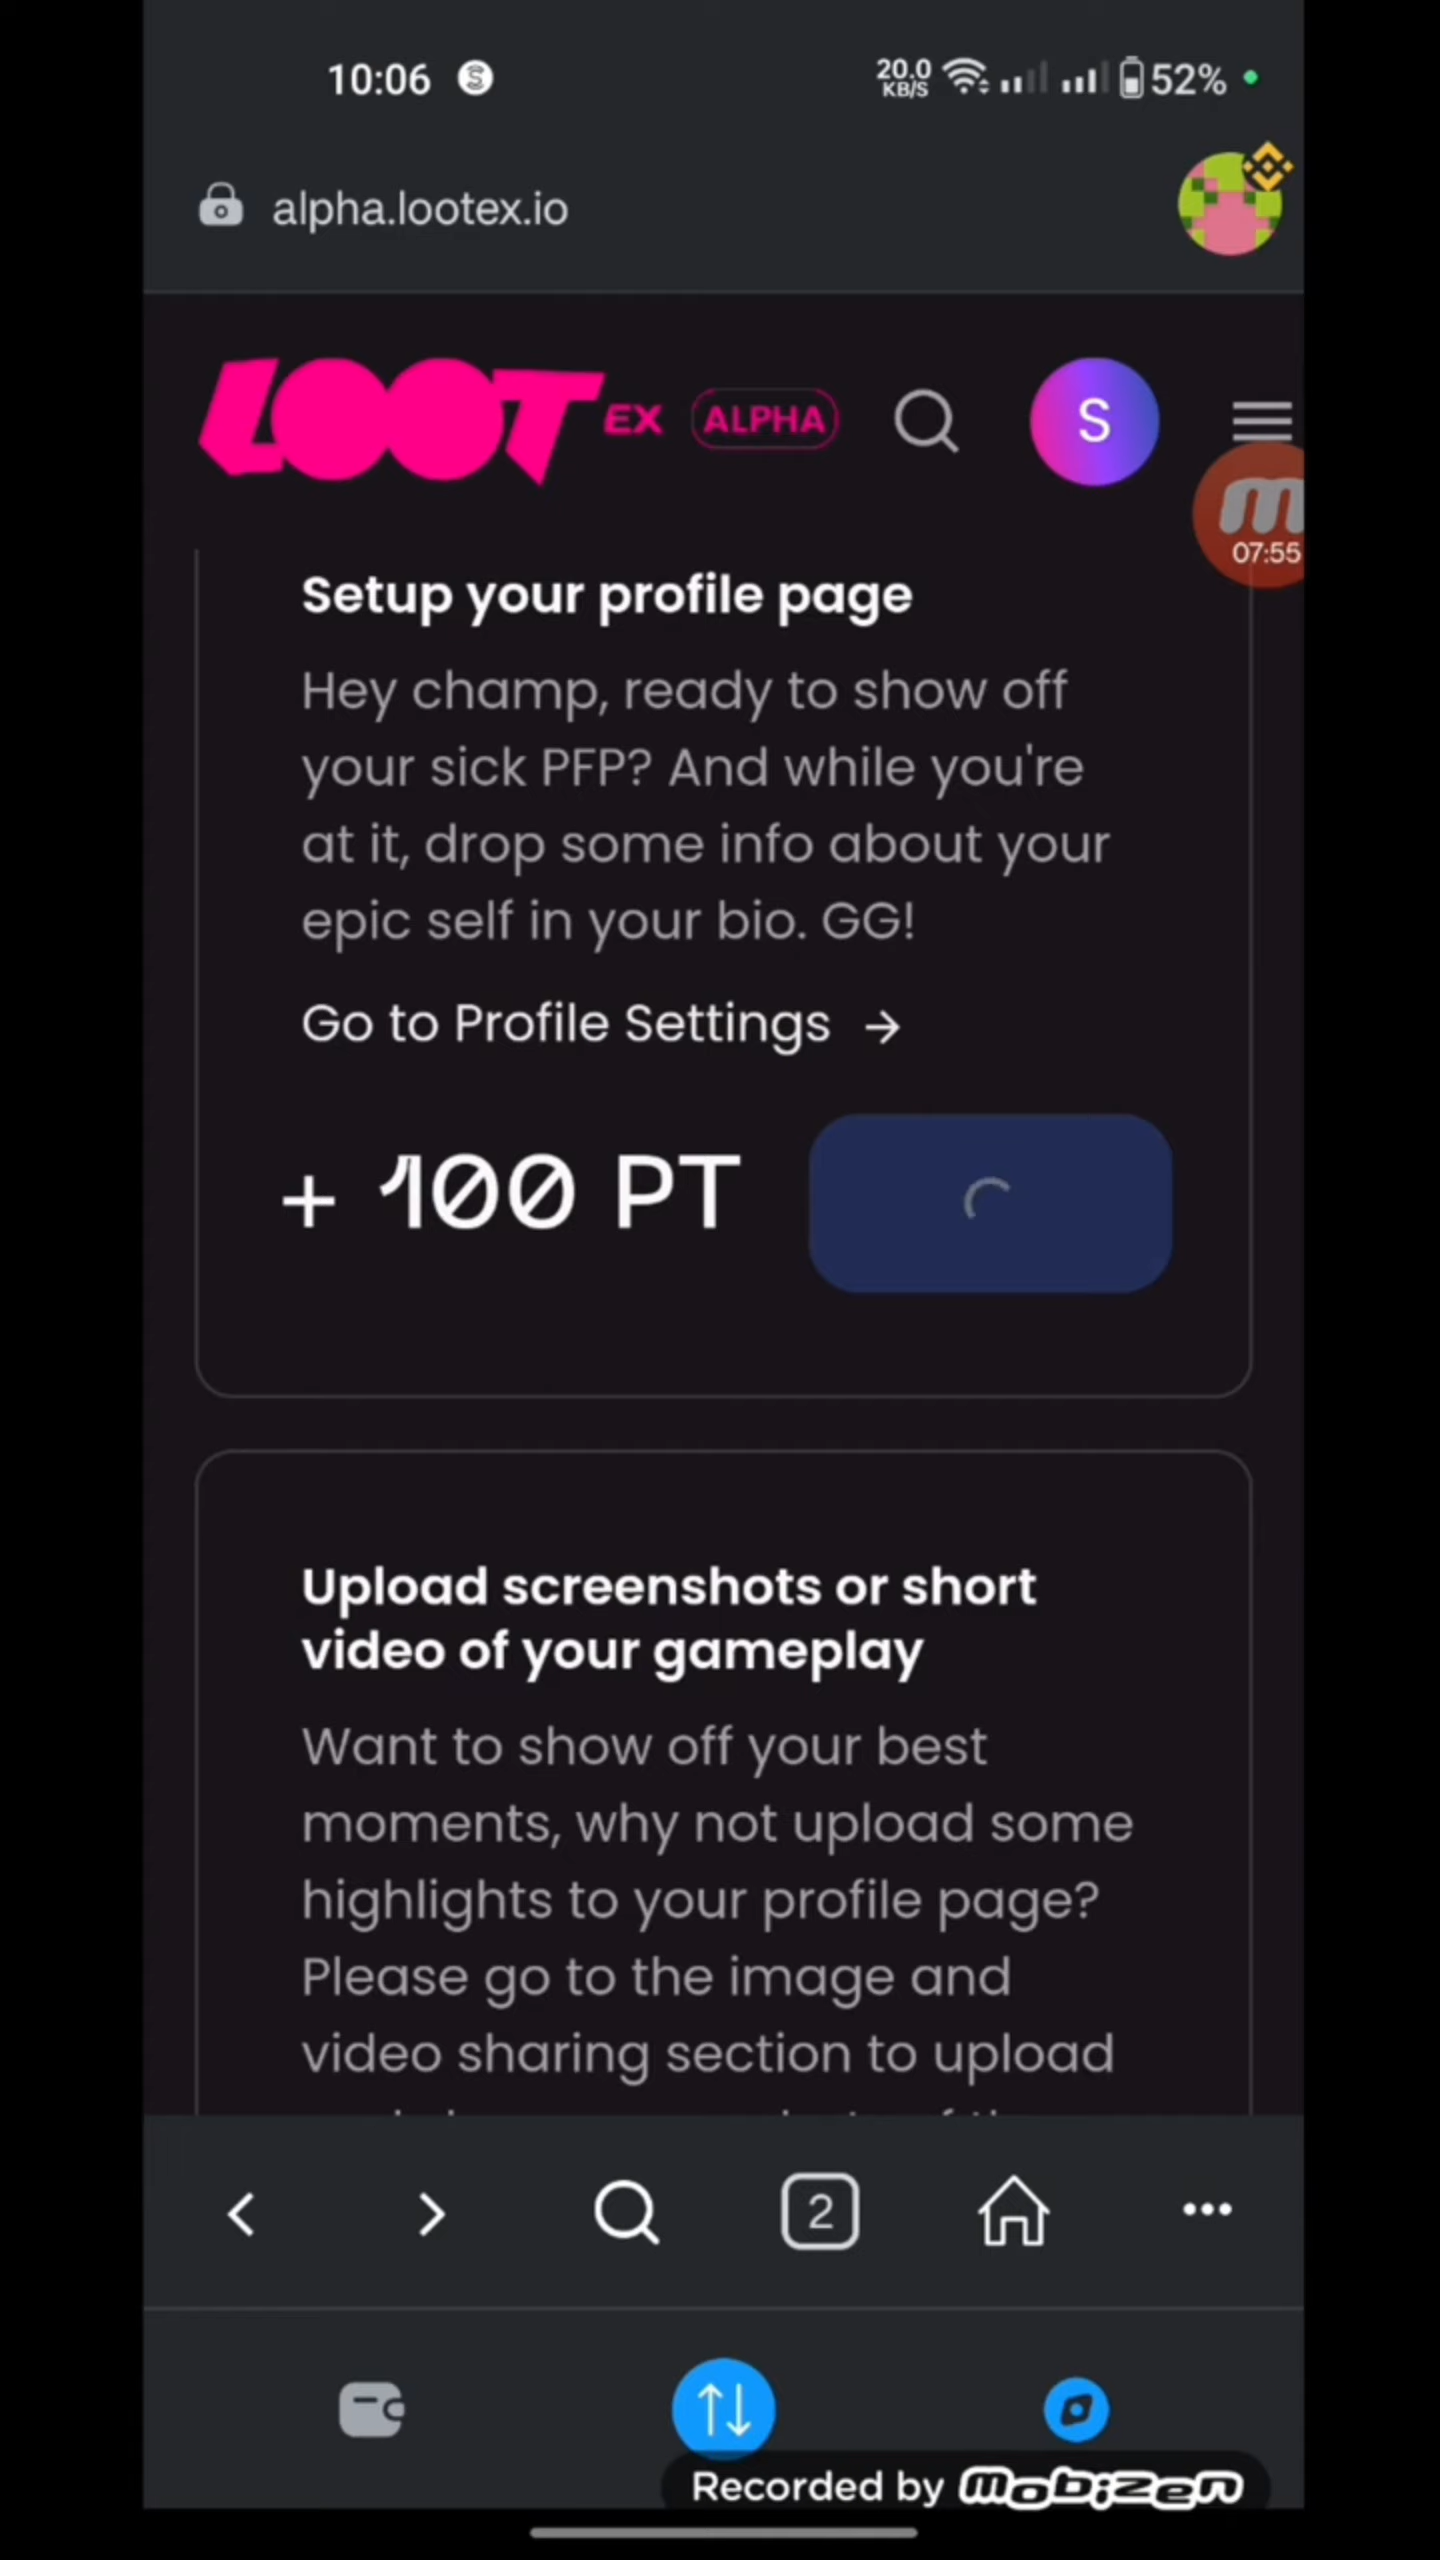 10:06
20.0
KB/S
52%
alpha.lootex.io
LOOT EX ALPHA
S
07:55
Setup your profile page
Hey champ, ready to show off
your sick PFP? And while you're
at it, drop some info about your
epic self in your bio. GG!
Go to Profile Settings →
+ 100 PT
Upload screenshots or short
video of your gameplay
Want to show off your best
moments, why not upload some
highlights to your profile page?
Please go to the image and
video sharing section to upload
2
Recorded by mobizen